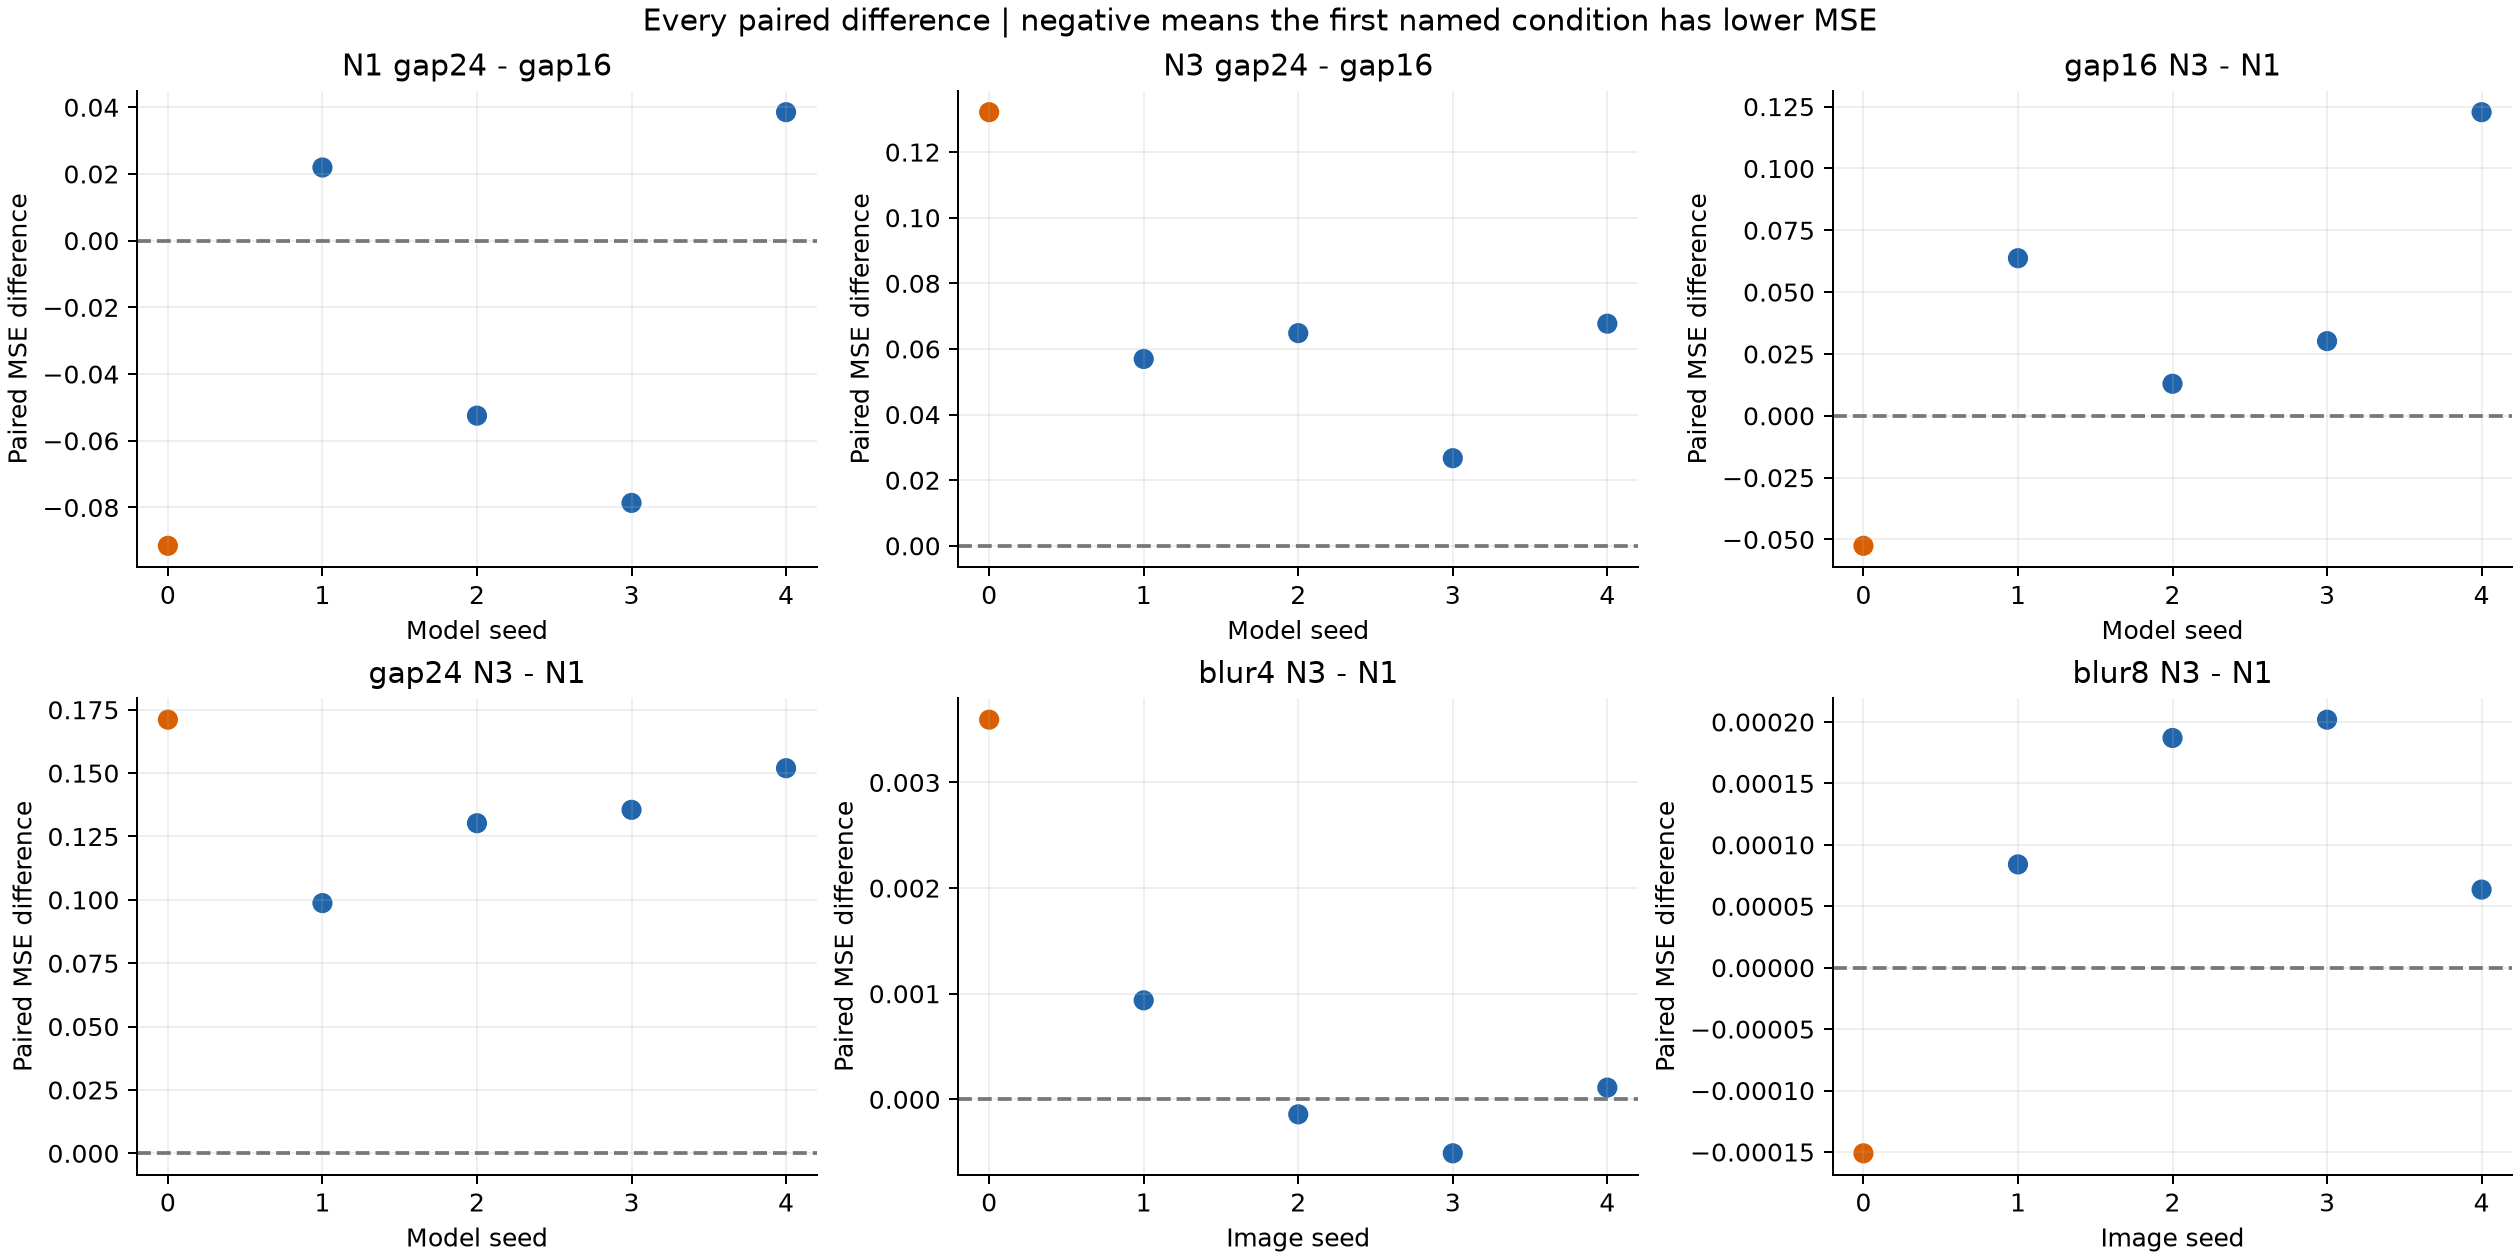 Every paired difference | negative means the first named condition has lower MSE
N1 gap24 - gap16
Paired MSE difference
0.04
0.02
0.00
−0.02
−0.04
−0.06
−0.08
0 1 2 3 4
Model seed
N3 gap24 - gap16
Paired MSE difference
0.12
0.10
0.08
0.06
0.04
0.02
0.00
0 1 2 3 4
Model seed
gap16 N3 - N1
Paired MSE difference
0.125
0.100
0.075
0.050
0.025
0.000
−0.025
−0.050
0 1 2 3 4
Model seed
gap24 N3 - N1
Paired MSE difference
0.175
0.150
0.125
0.100
0.075
0.050
0.025
0.000
0 1 2 3 4
Model seed
blur4 N3 - N1
Paired MSE difference
0.003
0.002
0.001
0.000
0 1 2 3 4
Image seed
blur8 N3 - N1
Paired MSE difference
0.00020
0.00015
0.00010
0.00005
0.00000
−0.00005
−0.00010
−0.00015
0 1 2 3 4
Image seed